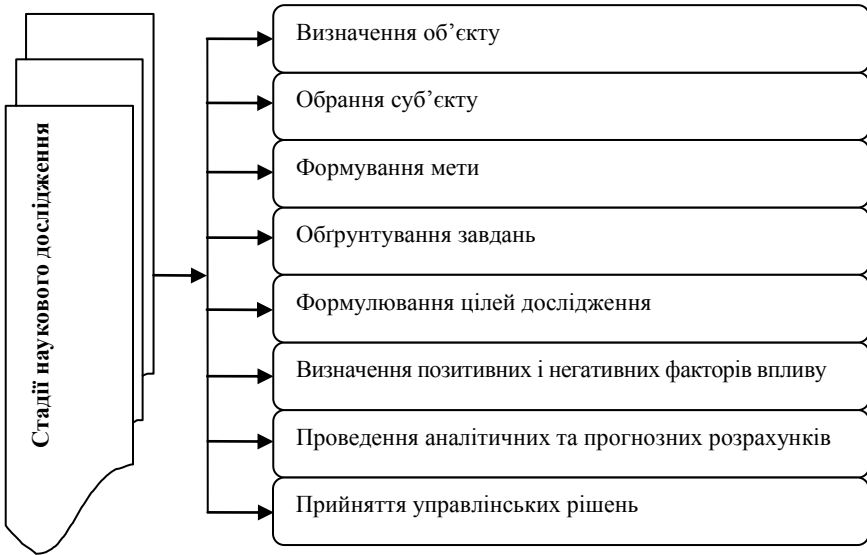 Стадії наукового дослідження
Визначення об’єкту
Обрання суб’єкту
Формування мети
Обґрунтування завдань
Формулювання цілей дослідження
Визначення позитивних і негативних факторів впливу
Проведення аналітичних та прогнозних розрахунків
Прийняття управлінських рішень